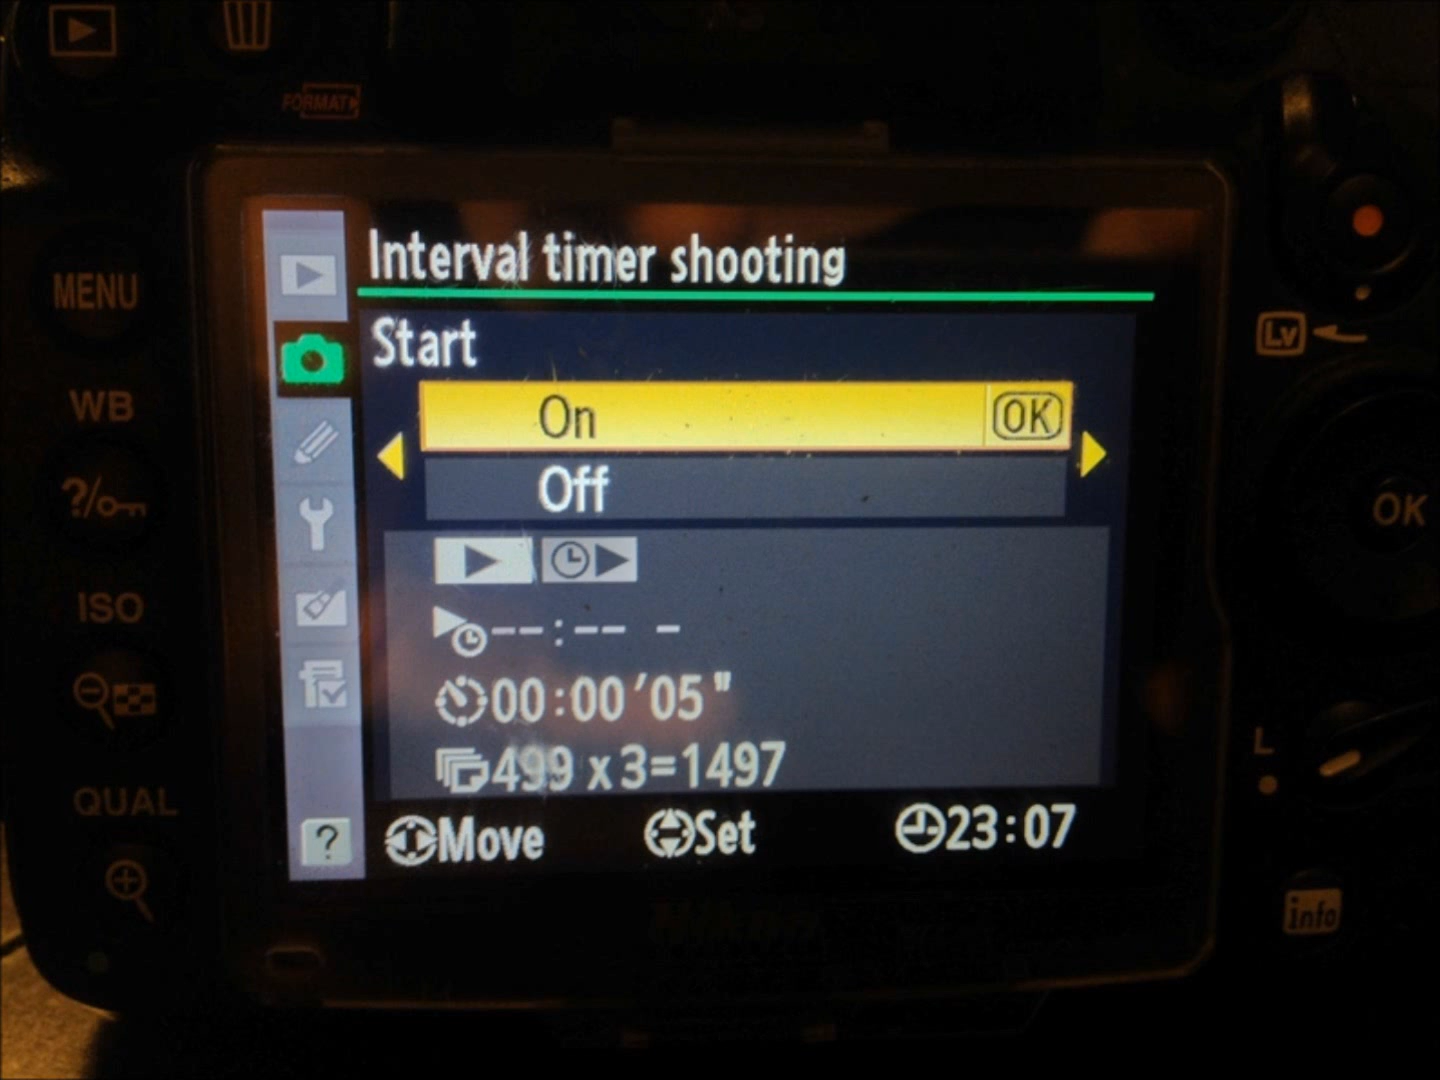 FORMAT
Interval timer shooting
Start
On OK
Off
--:-- -
00:00'05"
499 x 3=1497
Move Set 23:07
?
MENU
WB
?/
ISO
QUAL
Nikon
Lv
OK
L
info